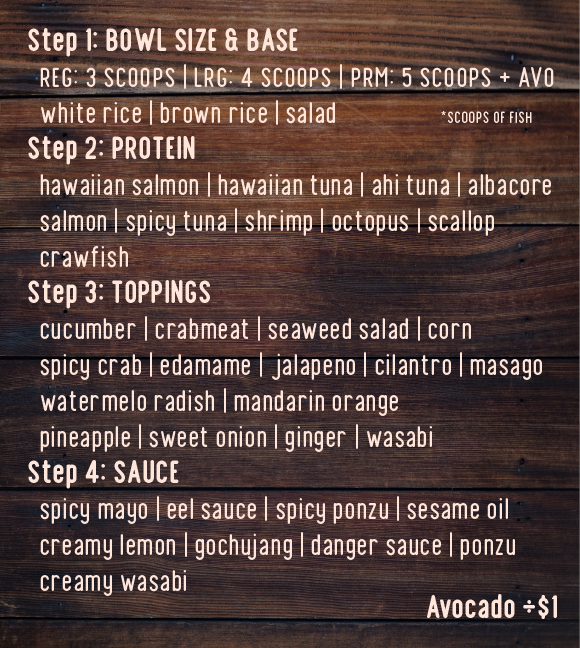 Step 1: BOWL SIZE & BASE
REG: 3 SCOOPS | LRG: 4 SCOOPS | PRM: 5 SCOOPS + AVO
white rice | brown rice | salad
*SCOOPS OF FISH
Step 2: PROTEIN
hawaiian salmon | hawaiian tuna | ahi tuna | albacore
salmon | spicy tuna | shrimp | octopus | scallop
crawfish
Step 3: TOPPINGS
cucumber | crabmeat | seaweed salad | corn
spicy crab | edamame | jalapeno | cilantro | masago
watermelo radish | mandarin orange
pineapple | sweet onion | ginger | wasabi
Step 4: SAUCE
spicy mayo | eel sauce | spicy ponzu | sesame oil
creamy lemon | gochujang | danger sauce | ponzu
creamy wasabi
Avocado +$1